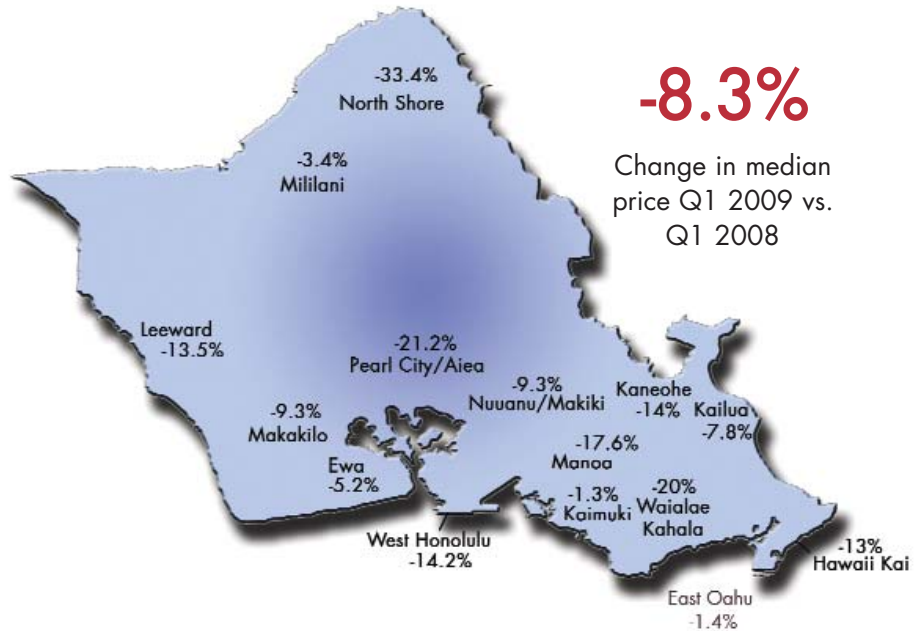 -33.4%
North Shore
-8.3%
Change in median
price Q1 2009 vs.
Q1 2008
-3.4%
Mililani
Leeward
-13.5%
-21.2%
Pearl City/Aiea
-9.3%
Nuuanu/Makiki
Kaneohe
-14%
Kailua
-7.8%
-9.3%
Makakilo
Ewa
-5.2%
-17.6%
Manoa
-1.3%
Kaimuki
-20%
Waialae
Kahala
West Honolulu
-14.2%
-13%
Hawaii Kai
East Oahu
-1.4%